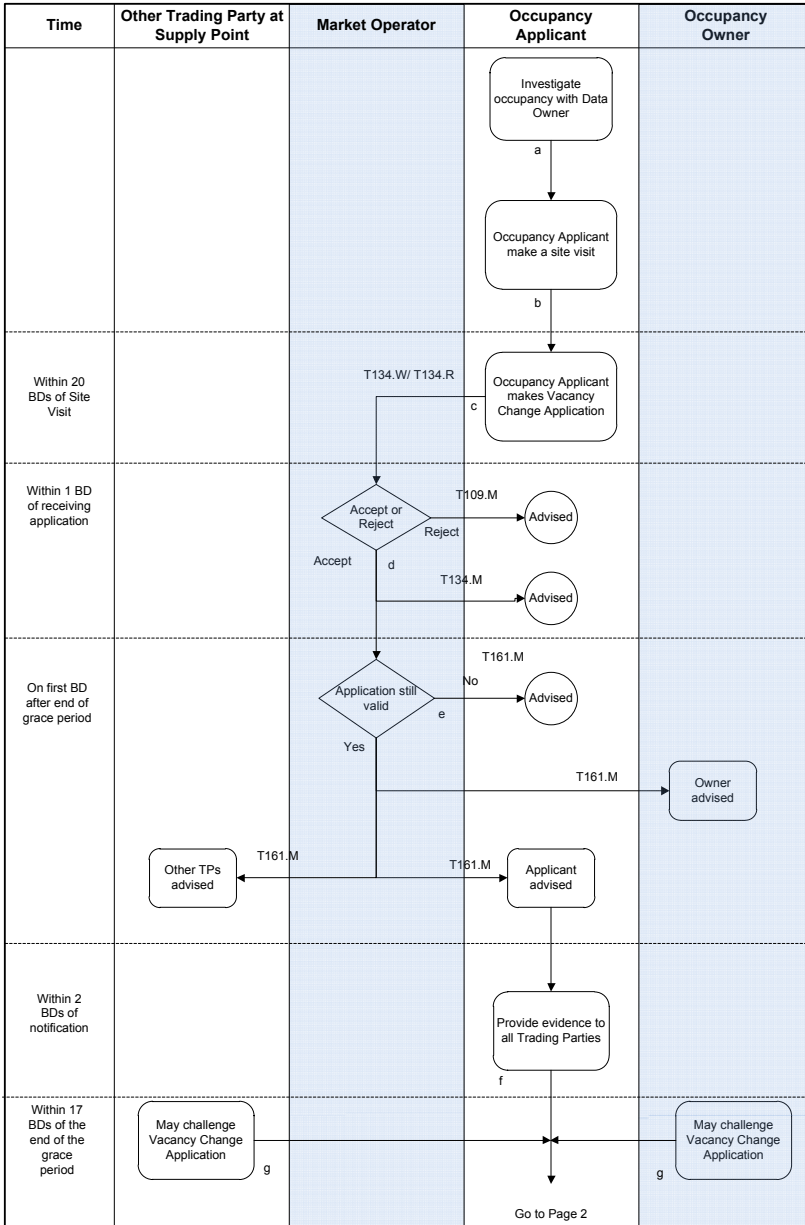 Time
Other Trading Party at
Supply Point
Market Operator
Occupancy
Applicant
Occupancy
Owner
Investigate
occupancy with Data
Owner
a
Occupancy Applicant
make a site visit
b
Within 20
BDs of Site
Visit
T134.W/ T134.R
Occupancy Applicant
makes Vacancy
Change Application
c
Within 1 BD
of receiving
application
Accept or
Reject
T109.M
Reject
Advised
Accept
d
T134.M
Advised
On first BD
after end of
grace period
Application still
valid
T161.M
No
e
Advised
Yes
T161.M
Owner
advised
Other TPs
advised
T161.M
T161.M
Applicant
advised
Within 2
BDs of
notification
Provide evidence to
all Trading Parties
f
Within 17
BDs of the
end of the
grace
period
May challenge
Vacancy Change
Application
g
May challenge
Vacancy Change
Application
g
Go to Page 2